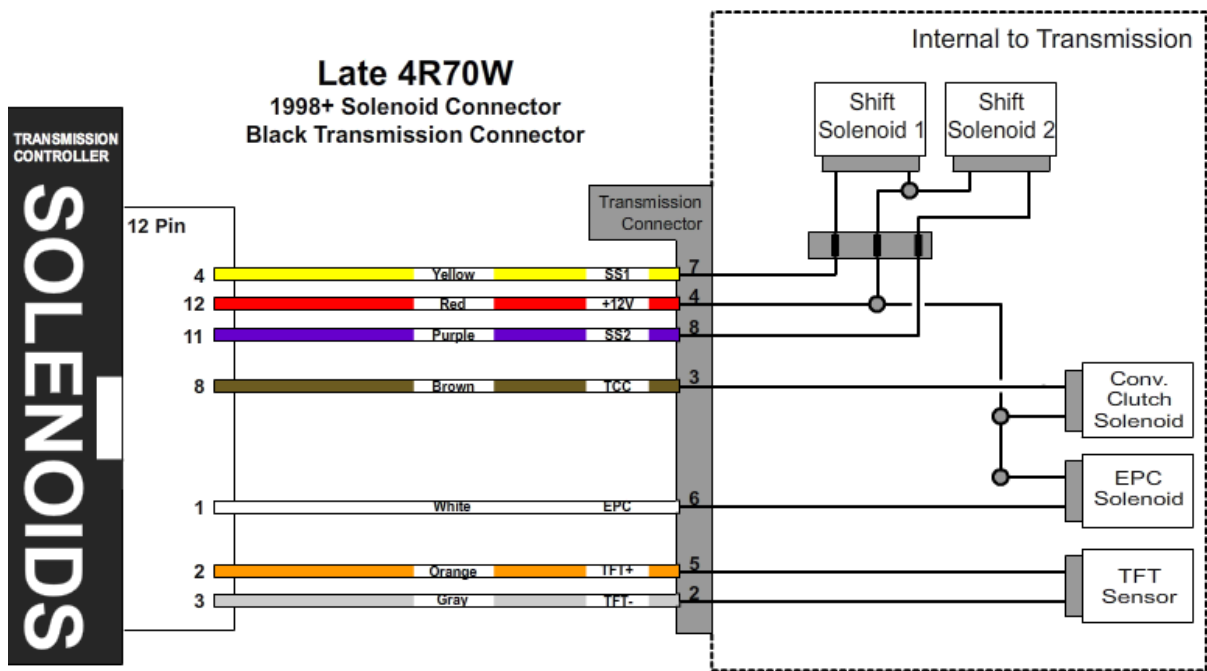 Late 4R70W
1998+ Solenoid Connector
Black Transmission Connector
TRANSMISSION
CONTROLLER
SOLENOIDS
12 Pin
Transmission
Connector
Internal to Transmission
Shift
Solenoid 1
Shift
Solenoid 2
4 Yellow SS1 7
12 Red +12V 4
11 Purple SS2 8
8 Brown TCC 3
1 White EPC 6
2 Orange TFT+ 5
3 Gray TFT- 2
Conv.
Clutch
Solenoid
EPC
Solenoid
TFT
Sensor